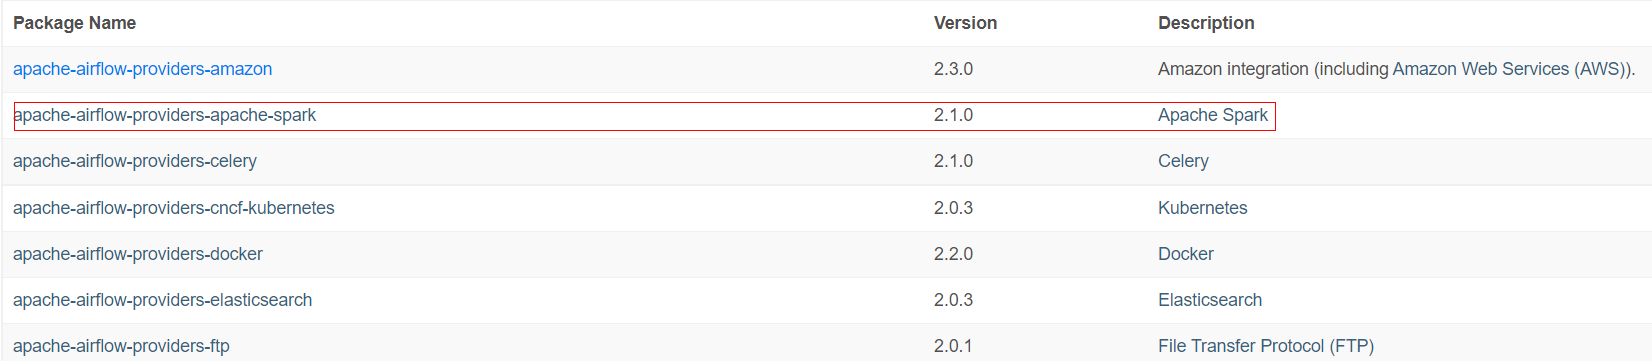 Package Name Version Description
apache-airflow-providers-amazon 2.3.0 Amazon integration (including Amazon Web Services (AWS)).
apache-airflow-providers-apache-spark 2.1.0 Apache Spark
apache-airflow-providers-celery 2.1.0 Celery
apache-airflow-providers-cncf-kubernetes 2.0.3 Kubernetes
apache-airflow-providers-docker 2.2.0 Docker
apache-airflow-providers-elasticsearch 2.0.3 Elasticsearch
apache-airflow-providers-ftp 2.0.1 File Transfer Protocol (FTP)